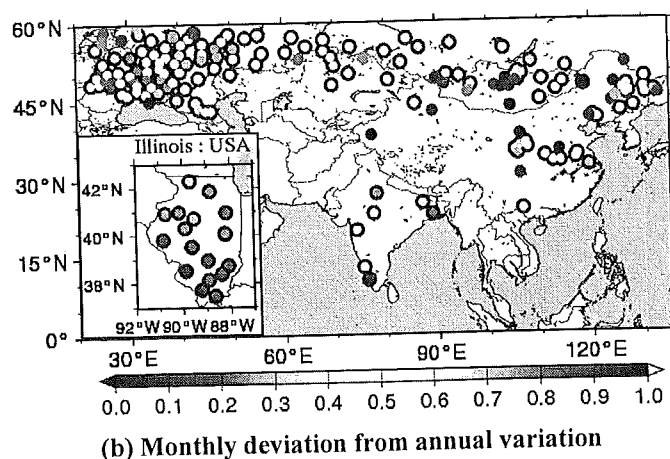 60°N
45°N
30°N
15°N
0°
Illinois : USA
42°N
40°N
38°N
92°W 90°W 88°W
30°E 60°E 90°E 120°E
0.0 0.1 0.2 0.3 0.4 0.5 0.6 0.7 0.8 0.9 1.0
(b) Monthly deviation from annual variation